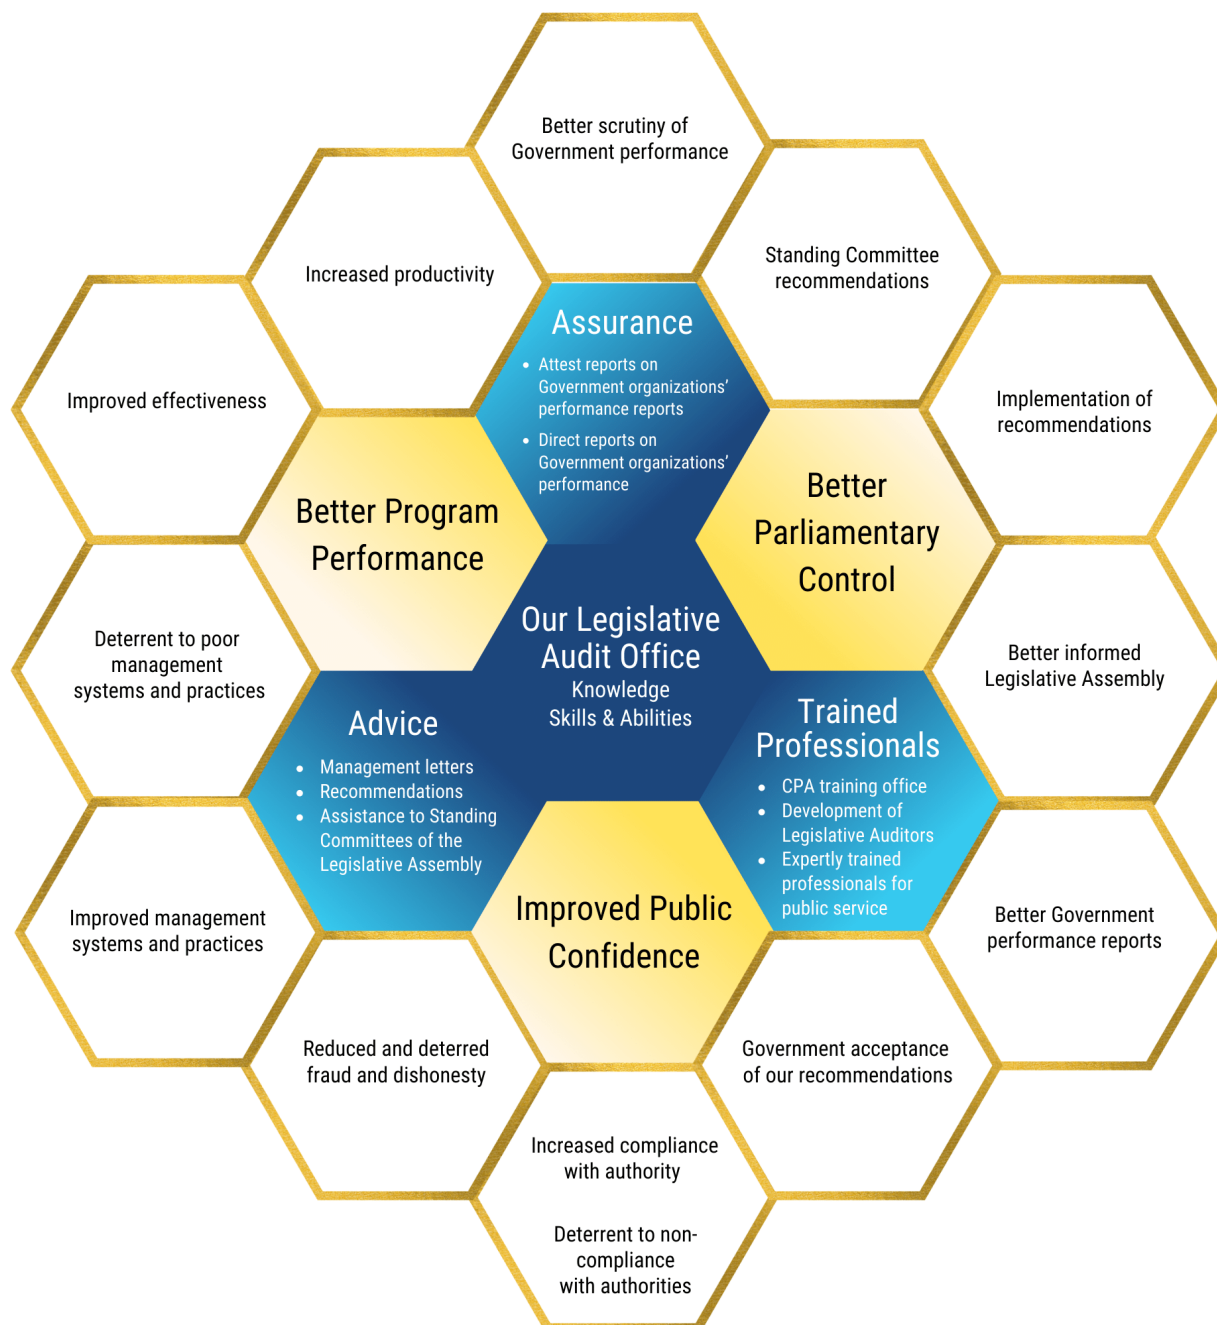 Better scrutiny of
Government performance
Increased productivity
Standing Committee
recommendations
Improved effectiveness
Assurance
• Attest reports on
Government organizations’
performance reports
• Direct reports on
Government organizations’
performance
Implementation of
recommendations
Better Program
Performance
Better
Parliamentary
Control
Our Legislative
Audit Office
Knowledge
Skills & Abilities
Deterrent to poor
management
systems and practices
Better informed
Legislative Assembly
Advice
• Management letters
• Recommendations
• Assistance to Standing
Committees of the
Legislative Assembly
Trained
Professionals
• CPA training office
• Development of
Legislative Auditors
• Expertly trained
professionals for
public service
Improved Public
Confidence
Improved management
systems and practices
Better Government
performance reports
Reduced and deterred
fraud and dishonesty
Government acceptance
of our recommendations
Increased compliance
with authority
Deterrent to non-
compliance
with authorities